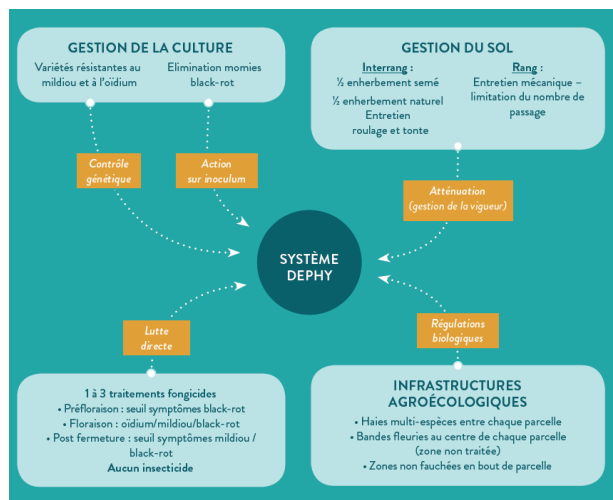 GESTION DE LA CULTURE
Variétés résistantes au
mildiou et à l'oïdium
Elimination momies
black-rot
GESTION DU SOL
Interrang :
½ enherbement semé
½ enherbement naturel
Entretien
roulage et tonte
Rang :
Entretien mécanique –
limitation du nombre de
passage
Contrôle
génétique
Action
sur inoculum
Atténuation
(gestion de la vigueur)
SYSTÈME
DEPHY
Lutte
directe
Régulations
biologiques
1 à 3 traitements fongicides
• Préfloraison : seuil symptômes black-rot
• Floraison : oïdium/mildiou/black-rot
• Post fermeture : seuil symptômes mildiou /
black-rot
Aucun insecticide
INFRASTRUCTURES
AGROÉCOLOGIQUES
• Haies multi-espèces entre chaque parcelle
• Bandes fleuries au centre de chaque parcelle
(zone non traitée)
• Zones non fauchées en bout de parcelle